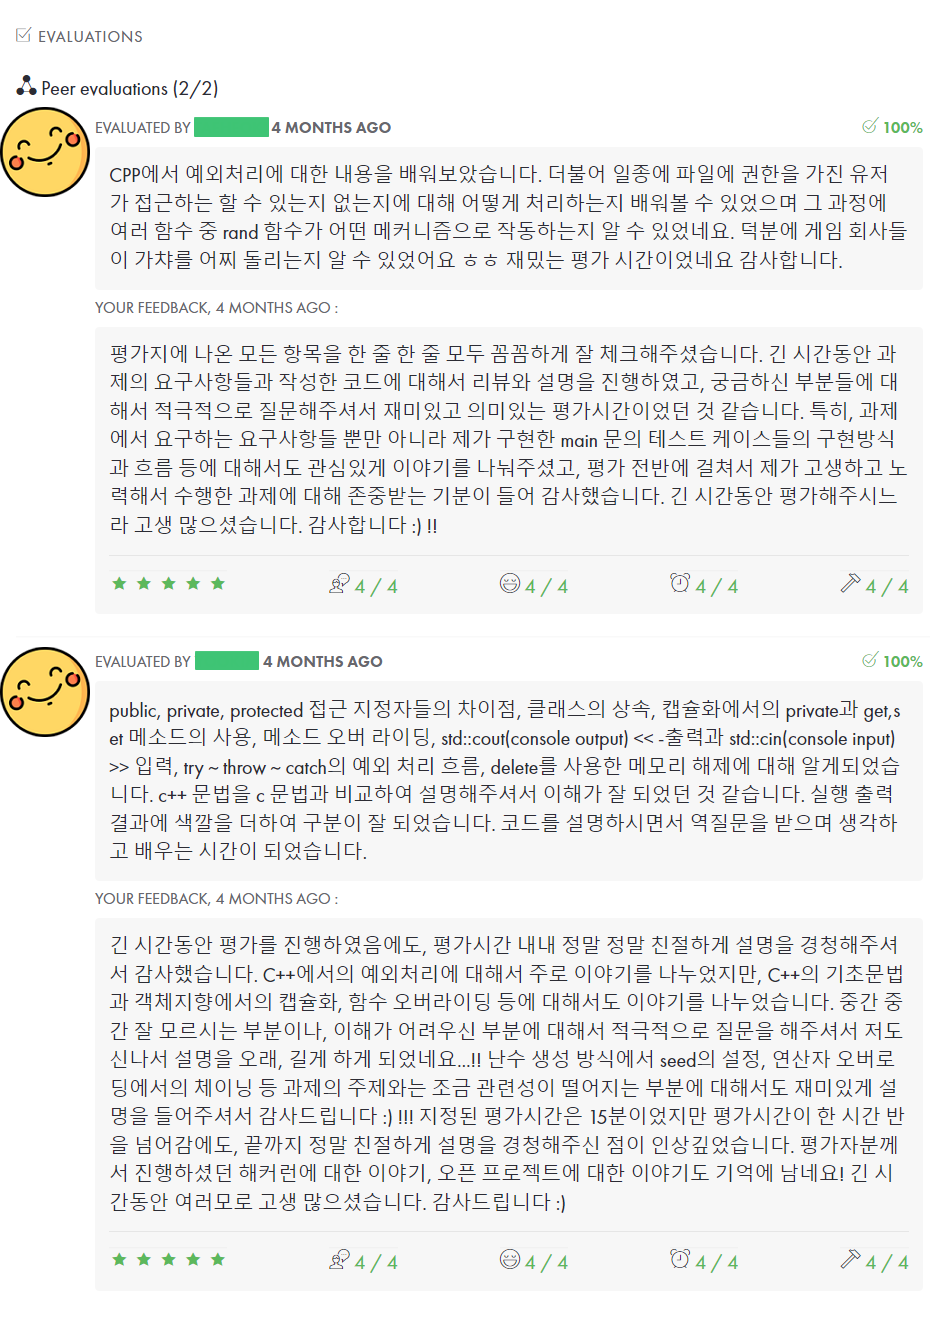 EVALUATIONS
Peer evaluations (2/2)
EVALUATED BY 4 MONTHS AGO 100%
CPP에서 예외처리에 대한 내용을 배워보았습니다. 더불어 일종에 파일에 권한을 가진 유저
가 접근하는 할 수 있는지 없는지에 대해 어떻게 처리하는지 배워볼 수 있었으며 그 과정에
여러 함수 중 rand 함수가 어떤 메커니즘으로 작동하는지 알 수 있었네요. 덕분에 게임 회사들
이 가챠를 어찌 돌리는지 알 수 있었어요 ㅎㅎ 재밌는 평가 시간이었네요 감사합니다.
YOUR FEEDBACK, 4 MONTHS AGO :
평가지에 나온 모든 항목을 한 줄 한 줄 모두 꼼꼼하게 잘 체크해주셨습니다. 긴 시간동안 과
제의 요구사항들과 작성한 코드에 대해서 리뷰와 설명을 진행하였고, 궁금하신 부분들에 대
해서 적극적으로 질문해주셔서 재미있고 의미있는 평가시간이었던 것 같습니다. 특히, 과제
에서 요구하는 요구사항들 뿐만 아니라 제가 구현한 main 문의 테스트 케이스들의 구현방식
과 흐름 등에 대해서도 관심있게 이야기를 나눠주셨고, 평가 전반에 걸쳐서 제가 고생하고 노
력해서 수행한 과제에 대해 존중받는 기분이 들어 감사했습니다. 긴 시간동안 평가해주시느
라 고생 많으셨습니다. 감사합니다 :) !!
4 / 4 4 / 4 4 / 4 4 / 4
EVALUATED BY 4 MONTHS AGO 100%
public, private, protected 접근 지정자들의 차이점, 클래스의 상속, 캡슐화에서의 private과 get,s
et 메소드의 사용, 메소드 오버 라이딩, std::cout(console output) << -출력과 std::cin(console input)
>> 입력, try ~ throw ~ catch의 예외 처리 흐름, delete를 사용한 메모리 해제에 대해 알게되었습
니다. c++ 문법을 c 문법과 비교하여 설명해주셔서 이해가 잘 되었던 것 같습니다. 실행 출력
결과에 색깔을 더하여 구분이 잘 되었습니다. 코드를 설명하시면서 역질문을 받으며 생각하
고 배우는 시간이 되었습니다.
YOUR FEEDBACK, 4 MONTHS AGO :
긴 시간동안 평가를 진행하였음에도, 평가시간 내내 정말 정말 친절하게 설명을 경청해주셔
서 감사했습니다. C++에서의 예외처리에 대해서 주로 이야기를 나누었지만, C++의 기초문법
과 객체지향에서의 캡슐화, 함수 오버라이딩 등에 대해서도 이야기를 나누었습니다. 중간 중
간 잘 모르시는 부분이나, 이해가 어려우신 부분에 대해서 적극적으로 질문을 해주셔서 저도
신나서 설명을 오래, 길게 하게 되었네요...!! 난수 생성 방식에서 seed의 설정, 연산자 오버로
딩에서의 체이닝 등 과제의 주제와는 조금 관련성이 떨어지는 부분에 대해서도 재미있게 설
명을 들어주셔서 감사드립니다 :) !!! 지정된 평가시간은 15분이었지만 평가시간이 한 시간 반
을 넘어감에도, 끝까지 정말 친절하게 설명을 경청해주신 점이 인상깊었습니다. 평가자분께
서 진행하셨던 해커런에 대한 이야기, 오픈 프로젝트에 대한 이야기도 기억에 남네요! 긴 시
간동안 여러모로 고생 많으셨습니다. 감사드립니다 :)
4 / 4 4 / 4 4 / 4 4 / 4